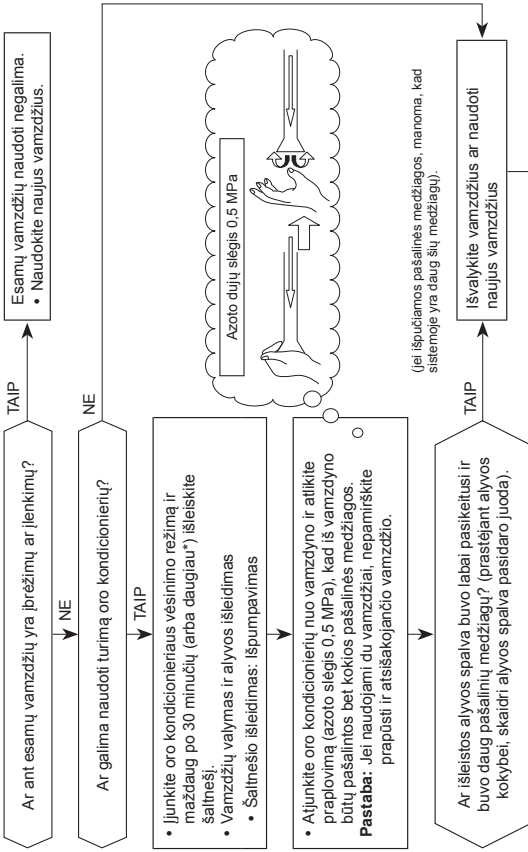 Ar ant esamų vamzdžių yra įbrėžimų ar įlenkimų?
TAIP
Esamų vamzdžių naudoti negalima.
• Naudokite naujus vamzdžius.
NE
Ar galima naudoti turimą oro kondicionierių?
NE
TAIP
• Įjunkite oro kondicionieriaus vėsinimo režimą ir
maždaug po 30 minučių (arba daugiau*) išleiskite
šaltnešį.
• Vamzdžių valymas ir alyvos išleidimas
• Šaltnešio išleidimas: Išpumpavimas
Azoto dujų slėgis 0,5 MPa
• Atjunkite oro kondicionierių nuo vamzdyno ir atlikite
praplovimą (azoto slėgis 0,5 MPa), kad iš vamzdyno
būtų pašalintos bet kokios pašalinės medžiagos.
Pastaba: Jei naudojami du vamzdžiai, nepamirškite
prapūsti ir atsišakojančio vamzdžio.
(jei išpučiamos pašalinės medžiagos, manoma, kad
sistemoje yra daug šių medžiagų).
Ar išleistos alyvos spalva buvo labai pasikeitusi ir
buvo daug pašalinių medžiagų? (prastėjant alyvos
kokybei, skaidri alyvos spalva pasidaro juoda).
TAIP
Išvalykite vamzdžius ar naudoti
naujus vamzdžius